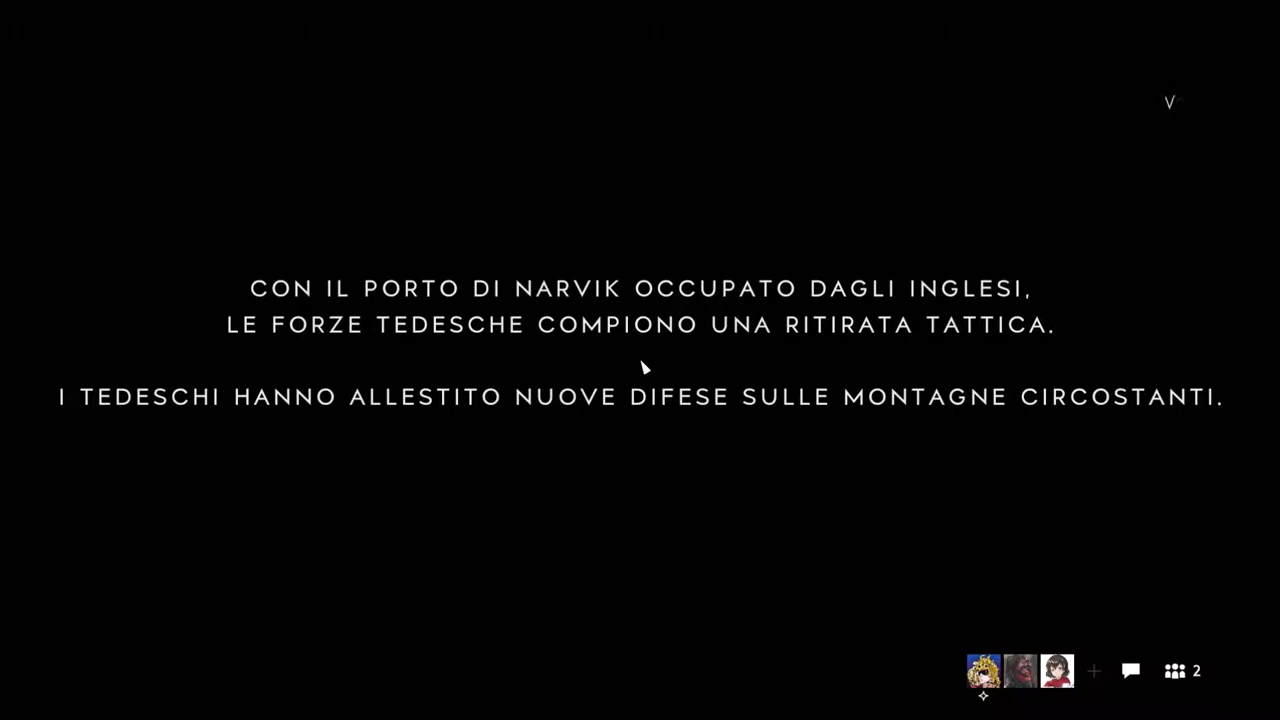 V
CON IL PORTO DI NARVIK OCCUPATO DAGLI INGLESI,
LE FORZE TEDESCHE COMPIONO UNA RITIRATA TATTICA.
I TEDESCHI HANNO ALLESTITO NUOVE DIFESE SULLE MONTAGNE CIRCOSTANTI.
2